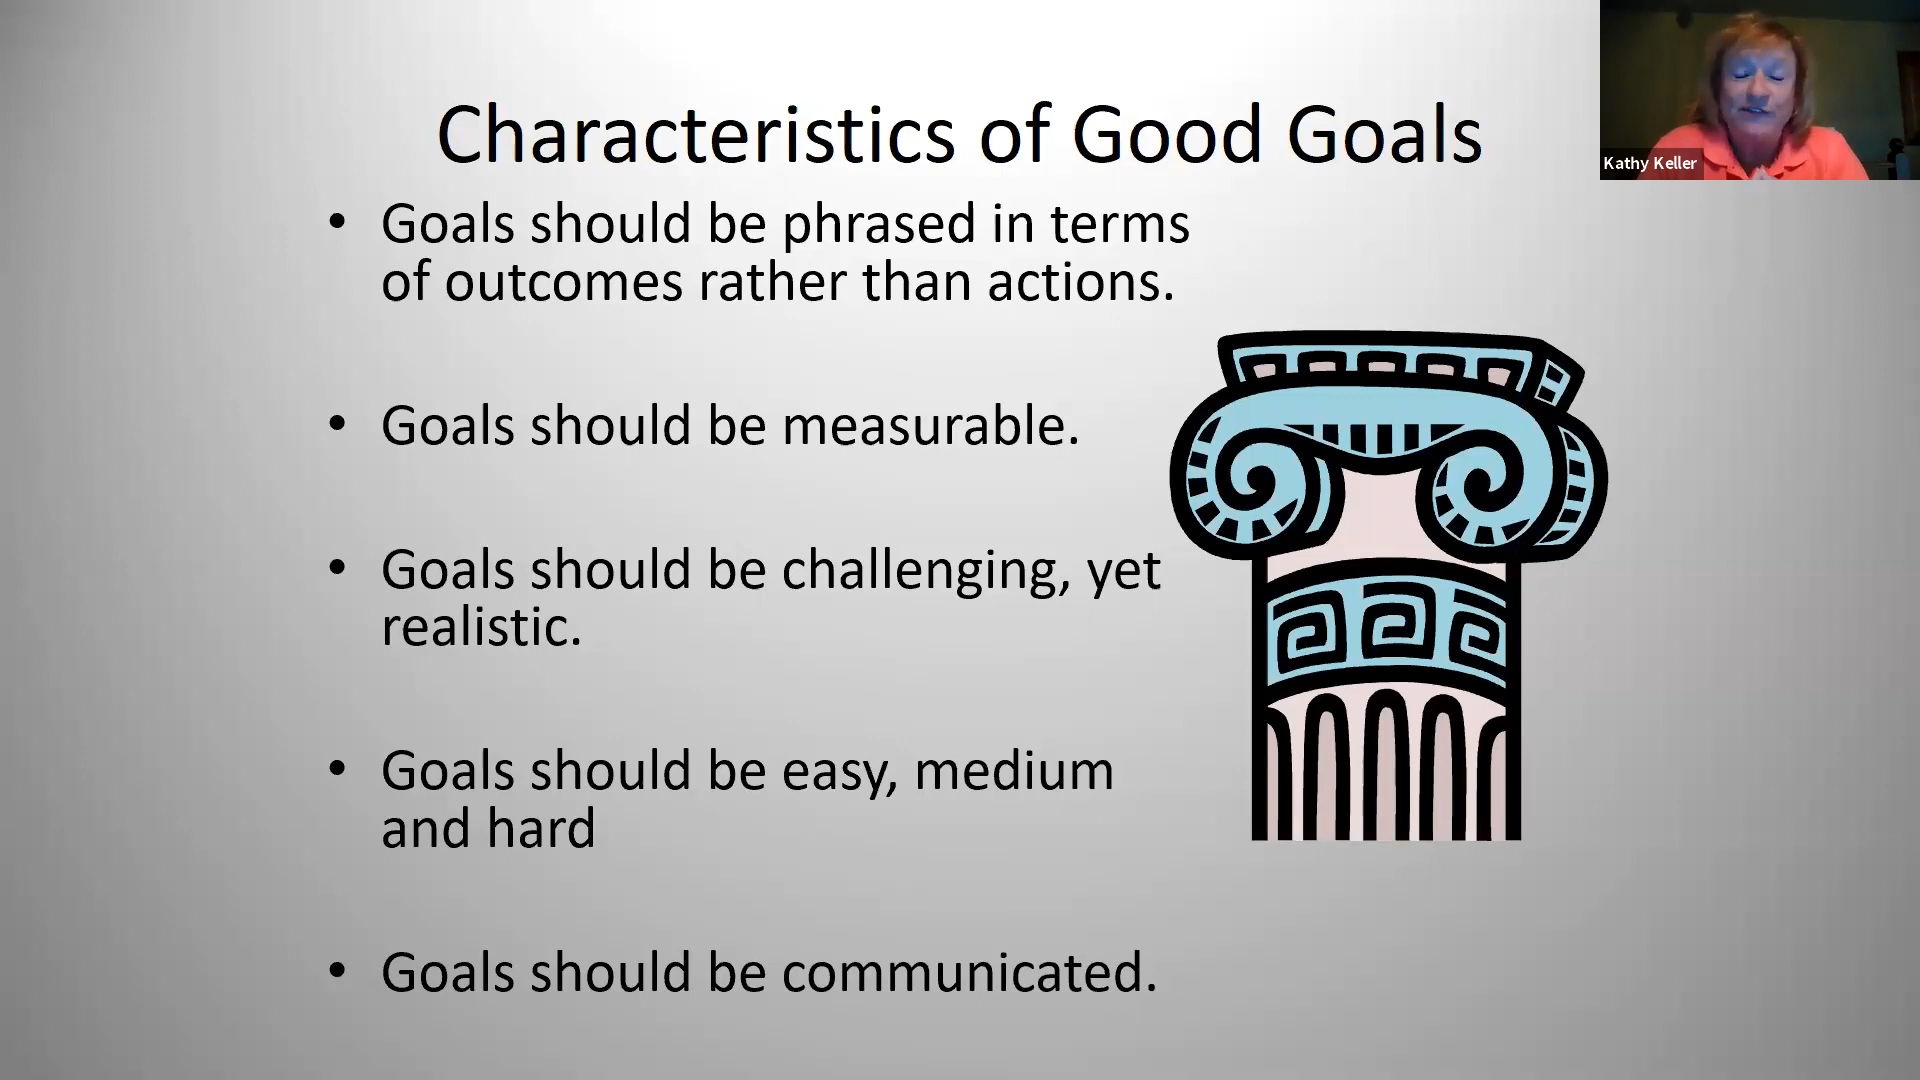 Characteristics of Good Goals
Kathy Keller
• Goals should be phrased in terms
of outcomes rather than actions.
• Goals should be measurable.
• Goals should be challenging, yet
realistic.
• Goals should be easy, medium
and hard
• Goals should be communicated.